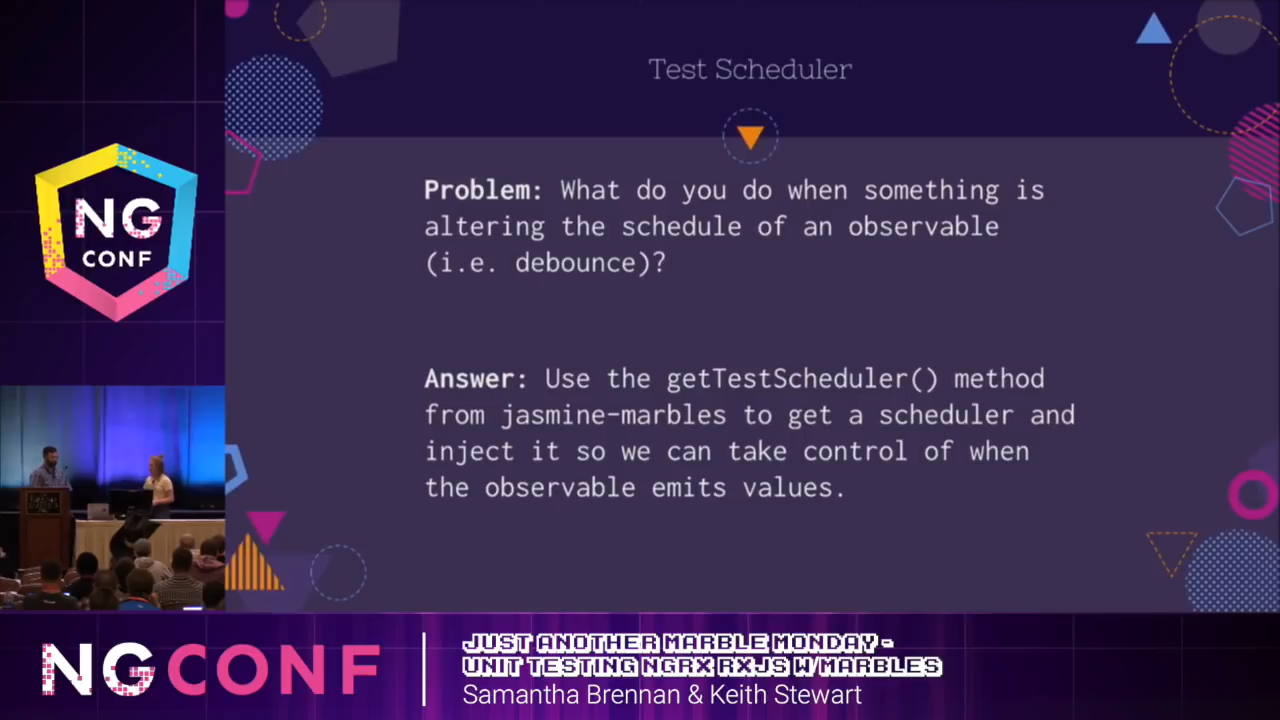 Test Scheduler
Problem: What do you do when something is
altering the schedule of an observable
(i.e. debounce)?
Answer: Use the getTestScheduler() method
from jasmine-marbles to get a scheduler and
inject it so we can take control of when
the observable emits values.
NG
CONF
NGCONF
JUST ANOTHER MARBLE MONDAY -
UNIT TESTING NGRX RXJS W/MARBLES
Samantha Brennan & Keith Stewart